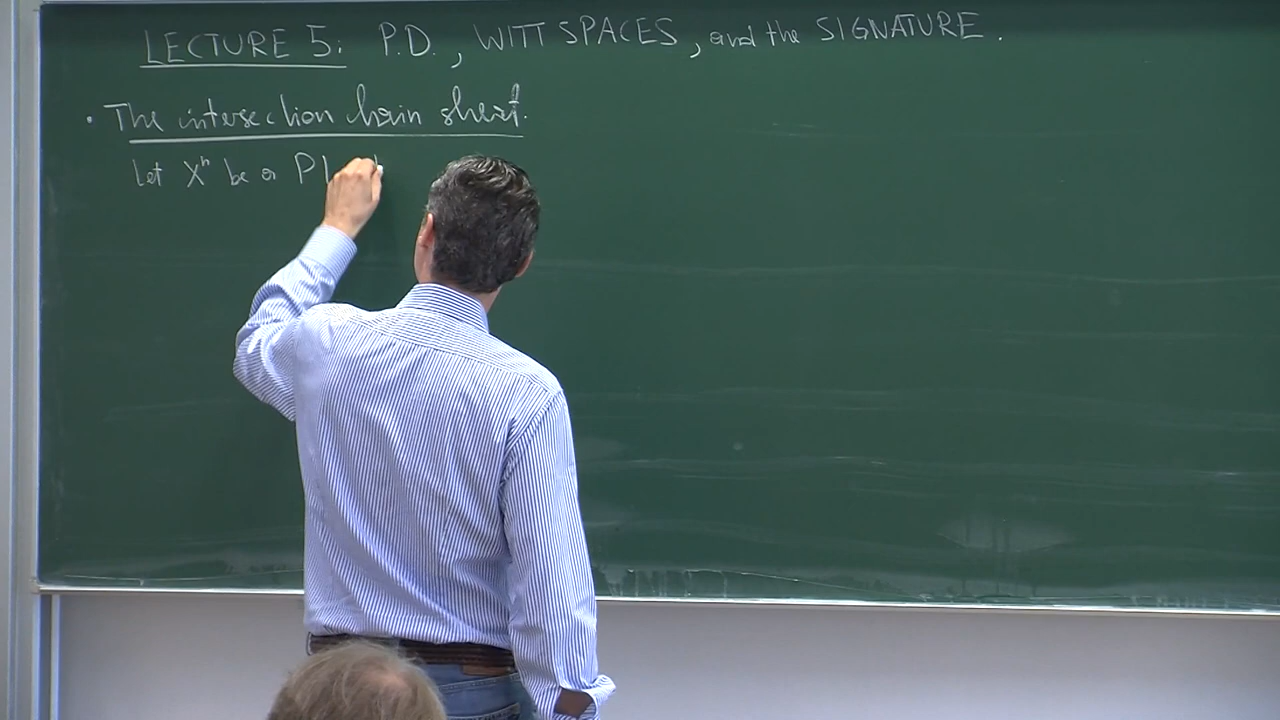 LECTURE 5: P.D., WITT SPACES, and the SIGNATURE.
• The intersection chain sheaf.
Let Xⁿ be a PL